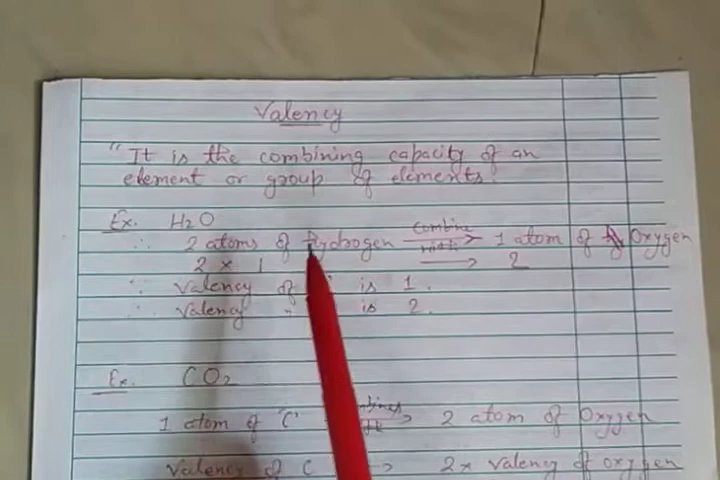 Valency
"It is the combining capacity of an
element or group of elements.
Ex. H2O
∴ 2 atoms of Hydrogen combine with → 1 atom of Oxygen
2 x 1 → 2
∴ Valency of is 1.
∴ Valency " is 2.
Ex. CO2
1 atom of 'C' → 2 atom of Oxygen
Valency of C → 2x Valency of oxygen